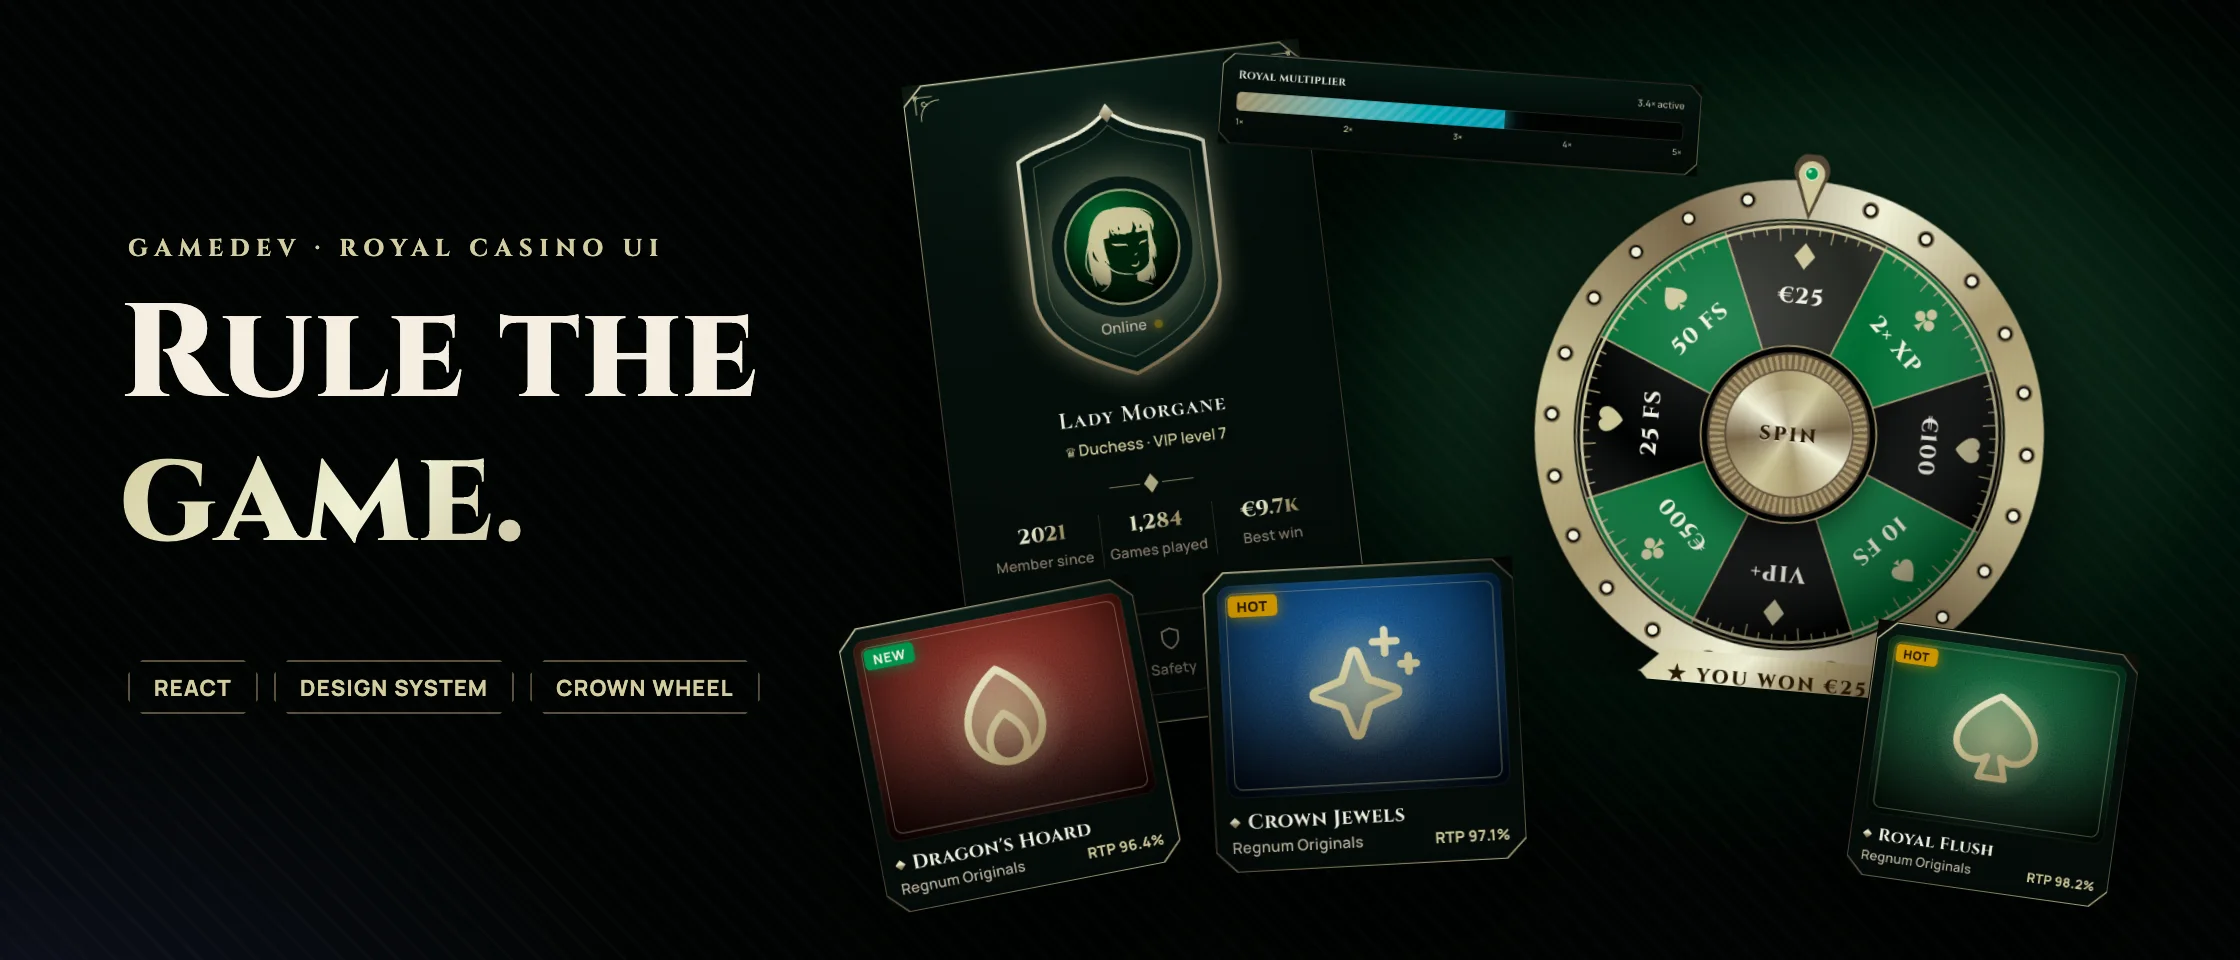 GAMEDEV · ROYAL CASINO UI
RULE THE
GAME.
REACT
DESIGN SYSTEM
CROWN WHEEL
ROYAL MULTIPLIER
3.4× active
1×
2×
3×
4×
5×
Online
LADY MORGANE
♛ Duchess · VIP level 7
2021
Member since
1,284
Games played
€9.7K
Best win
Safety
NEW
DRAGON'S HOARD
Regnum Originals
RTP 96.4%
HOT
CROWN JEWELS
Regnum Originals
RTP 97.1%
€25
2× XP
€100
10 FS
VIP+
€500
25 FS
50 FS
SPIN
★ YOU WON €25
HOT
ROYAL FLUSH
Regnum Originals
RTP 98.2%